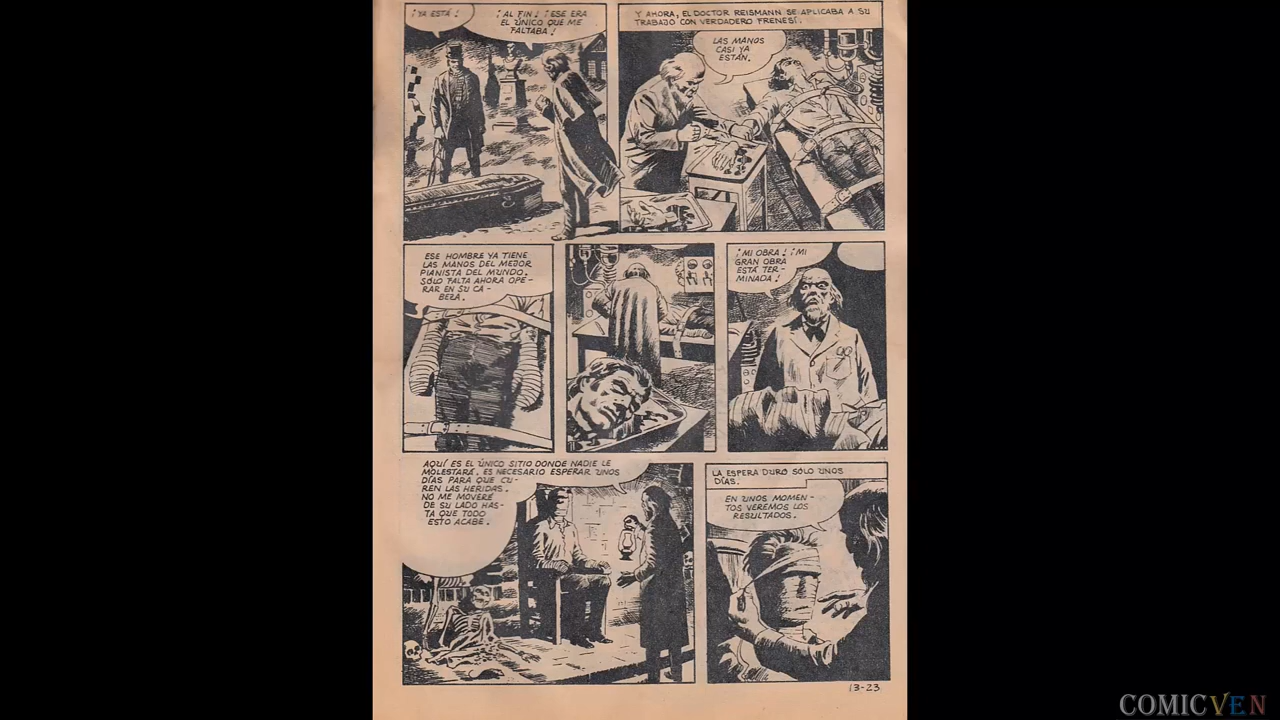 ¡YA ESTÁ!
¡AL FIN! ¡ESE ERA
EL ÚNICO QUE ME
FALTABA!
Y AHORA, EL DOCTOR REISMANN SE APLICABA A SU
TRABAJO CON VERDADERO FRENESÍ.
LAS MANOS
CASI YA
ESTÁN.
ESE HOMBRE YA TIENE
LAS MANOS DEL MEJOR
PIANISTA DEL MUNDO.
SÓLO FALTA AHORA OPE-
RAR EN SU CA-
BEZA.
¡MI OBRA! ¡MI
GRAN OBRA
ESTÁ TER-
MINADA!
AQUÍ ES EL ÚNICO SITIO DONDE NADIE LE
MOLESTARÁ. ES NECESARIO ESPERAR UNOS
DÍAS PARA QUE CU-
REN LAS HERIDAS.
NO ME MOVERÉ
DE SU LADO HAS-
TA QUE TODO
ESTO ACABE.
LA ESPERA DURÓ SÓLO UNOS
DÍAS.
EN UNOS MOMEN-
TOS VEREMOS LOS
RESULTADOS.
13-23
COMICVEN